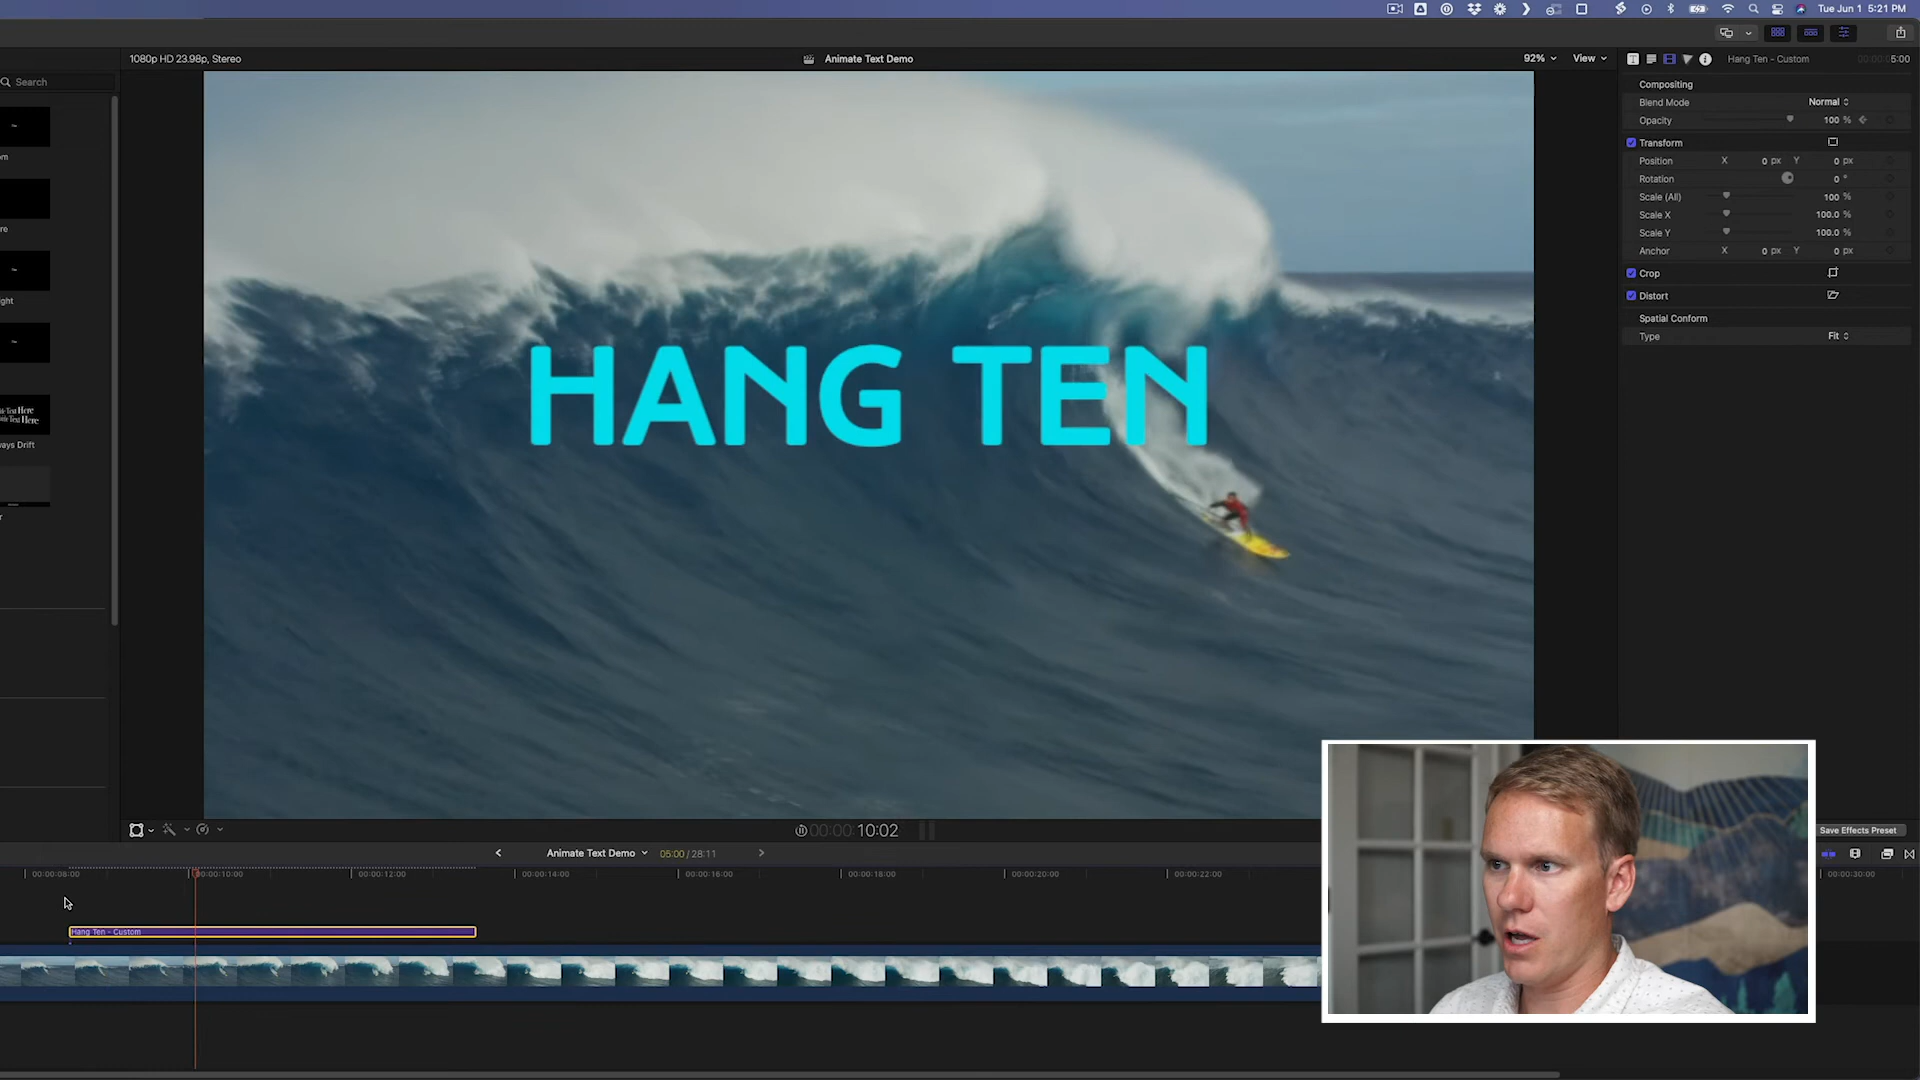 Tue Jun 1 5:21 PM
1080p HD 23.98p, Stereo
Animate Text Demo
92%
View
Hang Ten - Custom
5:00
Search
Compositing
Blend Mode
Normal
Opacity
100 %
Transform
Position
X
0 px
Y
0 px
Rotation
0 °
Scale (All)
100 %
Scale X
100.0 %
Scale Y
100.0 %
Anchor
X
0 px
Y
0 px
Crop
Distort
Spatial Conform
Type
Fit
HANG TEN
00:00:10:02
Save Effects Preset
Animate Text Demo
05:00 / 28:11
00:00:08:00
00:00:10:00
00:00:12:00
00:00:14:00
00:00:16:00
00:00:18:00
00:00:20:00
00:00:22:00
00:00:30:00
Hang Ten - Custom